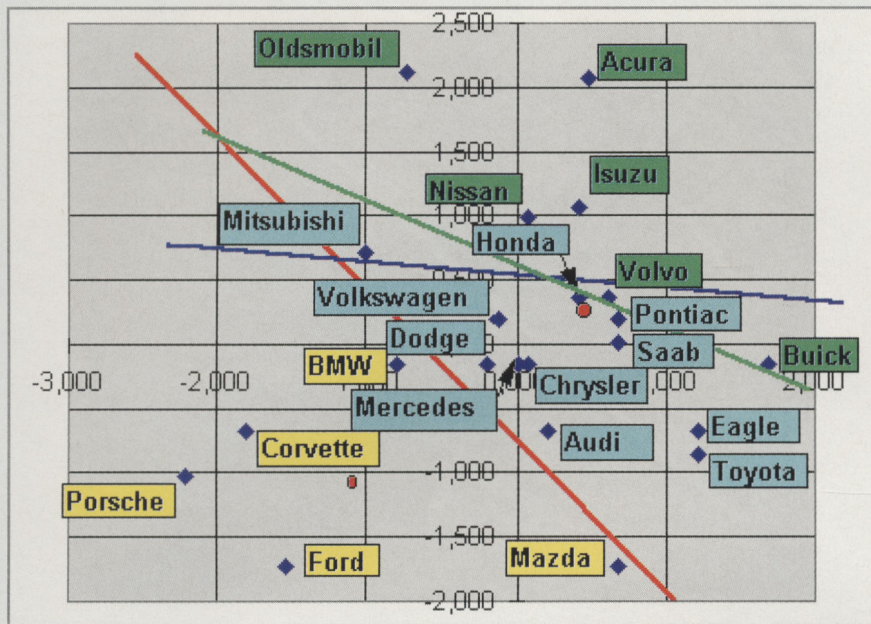 2,500
Oldsmobil
Acura
2,000
1,500
Isuzu
Nissan
1,000
Mitsubishi
Honda
Volvo
Volkswagen
Pontiac
Dodge
Saab
BMW
Buick
-3,000
-2,000
Chrysler
Mercedes
Eagle
Audi
Corvette
Toyota
-1,000
Porsche
-1,500
Ford
Mazda
-2,000